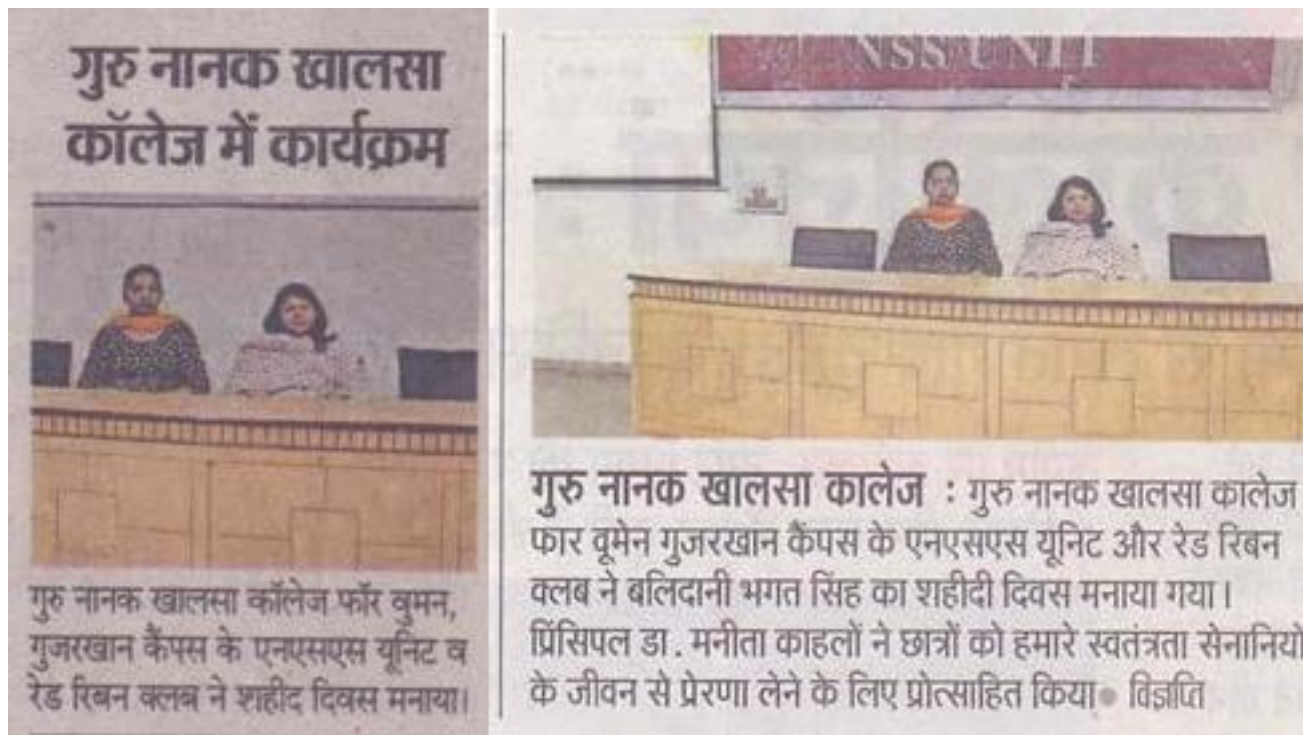 गुरु नानक खालसा
कॉलेज में कार्यक्रम
गुरु नानक खालसा कॉलेज फॉर वुमन,
गुजरखान कैंपस के एनएसएस यूनिट व
रेड रिबन क्लब ने शहीद दिवस मनाया।
NSS UNIT
गुरु नानक खालसा कालेज : गुरु नानक खालसा कालेज
फार वूमेन गुजरखान कैंपस के एनएसएस यूनिट और रेड रिबन
क्लब ने बलिदानी भगत सिंह का शहीदी दिवस मनाया गया।
प्रिंसिपल डा. मनीता काहलों ने छात्रों को हमारे स्वतंत्रता सेनानियों
के जीवन से प्रेरणा लेने के लिए प्रोत्साहित किया● विज्ञप्ति